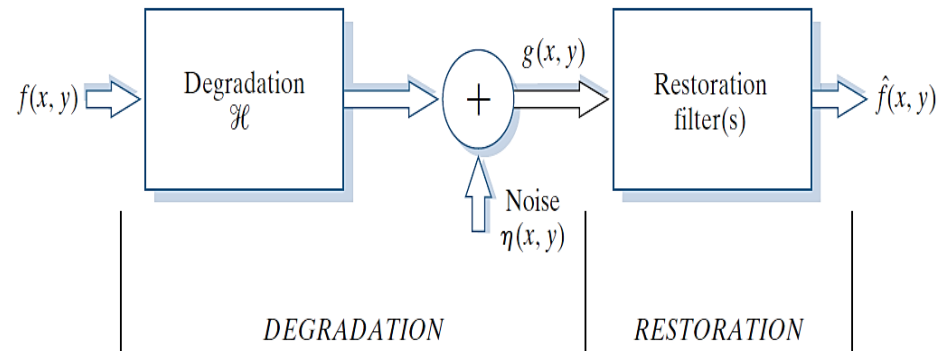 f(x, y)
Degradation
ℋ
+
g(x, y)
Noise
η(x, y)
Restoration
filter(s)
f̂(x, y)
DEGRADATION
RESTORATION